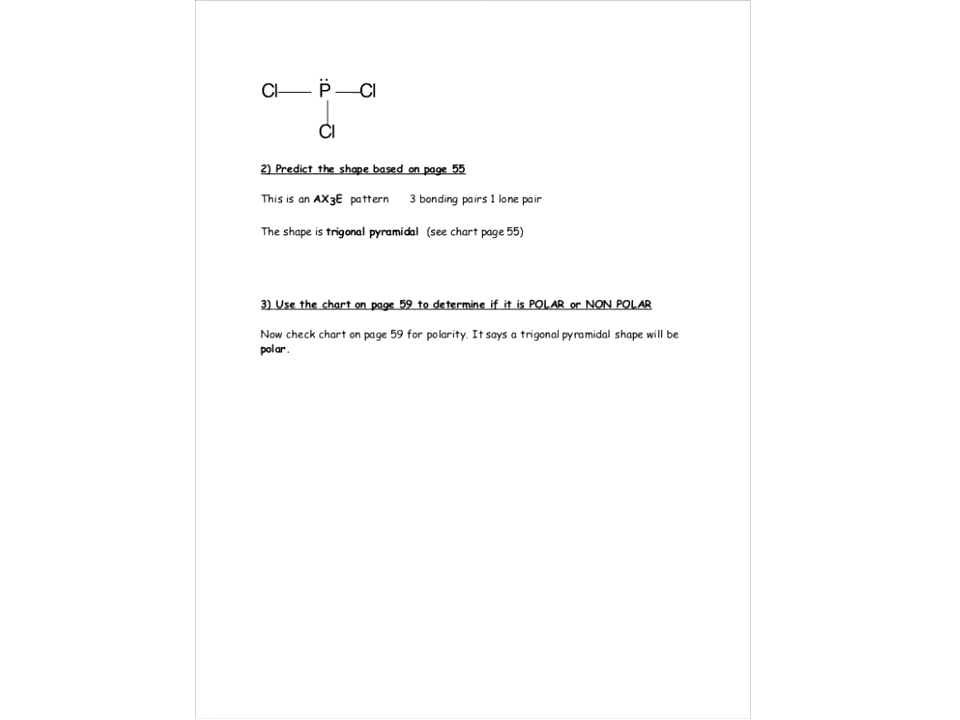 Cl P Cl
Cl
2) Predict the shape based on page 55
This is an AX3E pattern 3 bonding pairs 1 lone pair
The shape is trigonal pyramidal (see chart page 55)
3) Use the chart on page 59 to determine if it is POLAR or NON POLAR
Now check chart on page 59 for polarity. It says a trigonal pyramidal shape will be
polar.